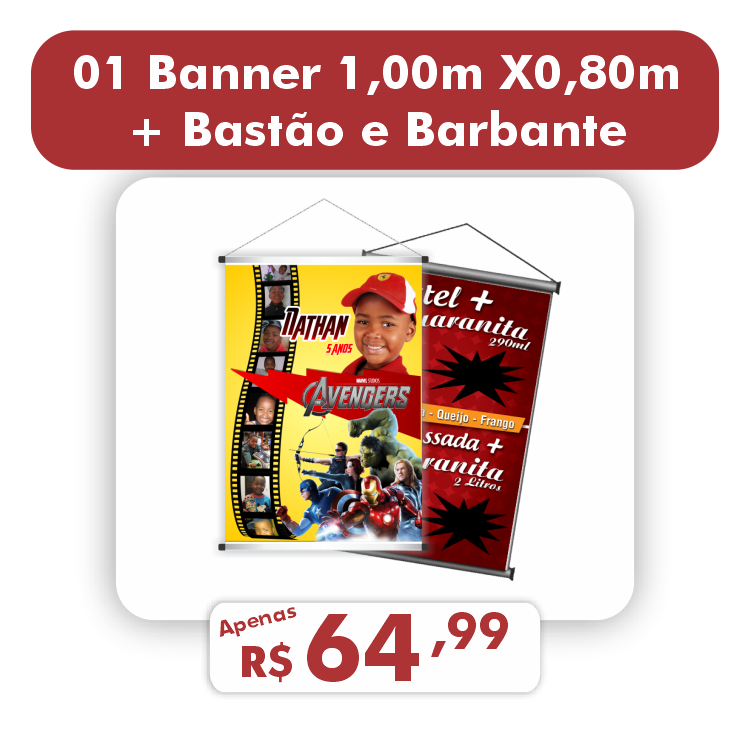 01 Banner 1,00m X0,80m
+ Bastão e Barbante
NATHAN
5 ANOS
MARVEL STUDIOS
AVENGERS
tel +
uaranita
290ml
a - Queijo - Frango
ssada +
ranita
2 Litros
Apenas
R$ 64,99